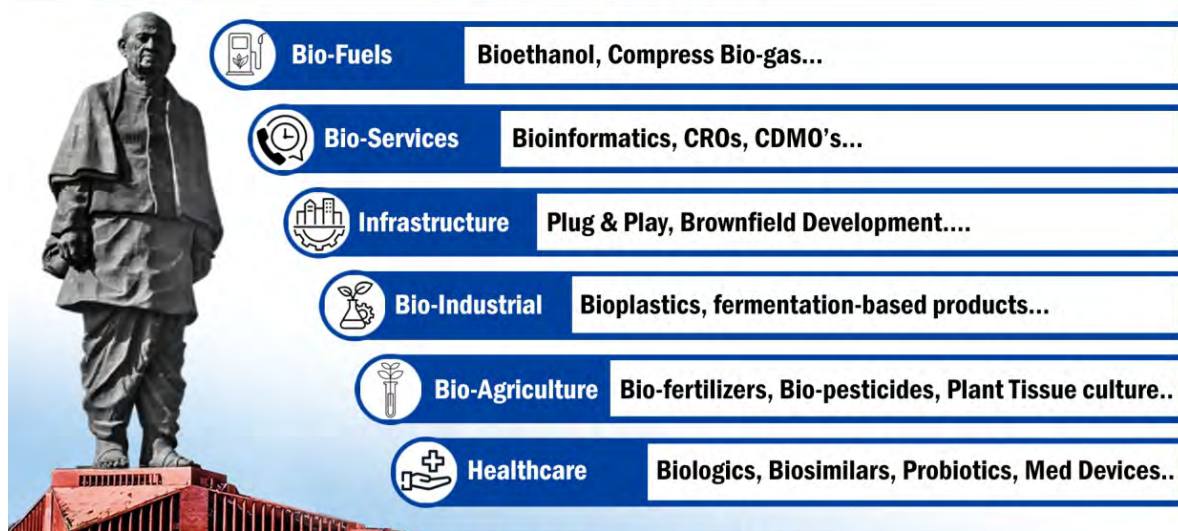 Bio-Fuels Bioethanol, Compress Bio-gas...
Bio-Services Bioinformatics, CROs, CDMO's...
Infrastructure Plug & Play, Brownfield Development....
Bio-Industrial Bioplastics, fermentation-based products...
Bio-Agriculture Bio-fertilizers, Bio-pesticides, Plant Tissue culture..
Healthcare Biologics, Biosimilars, Probiotics, Med Devices..